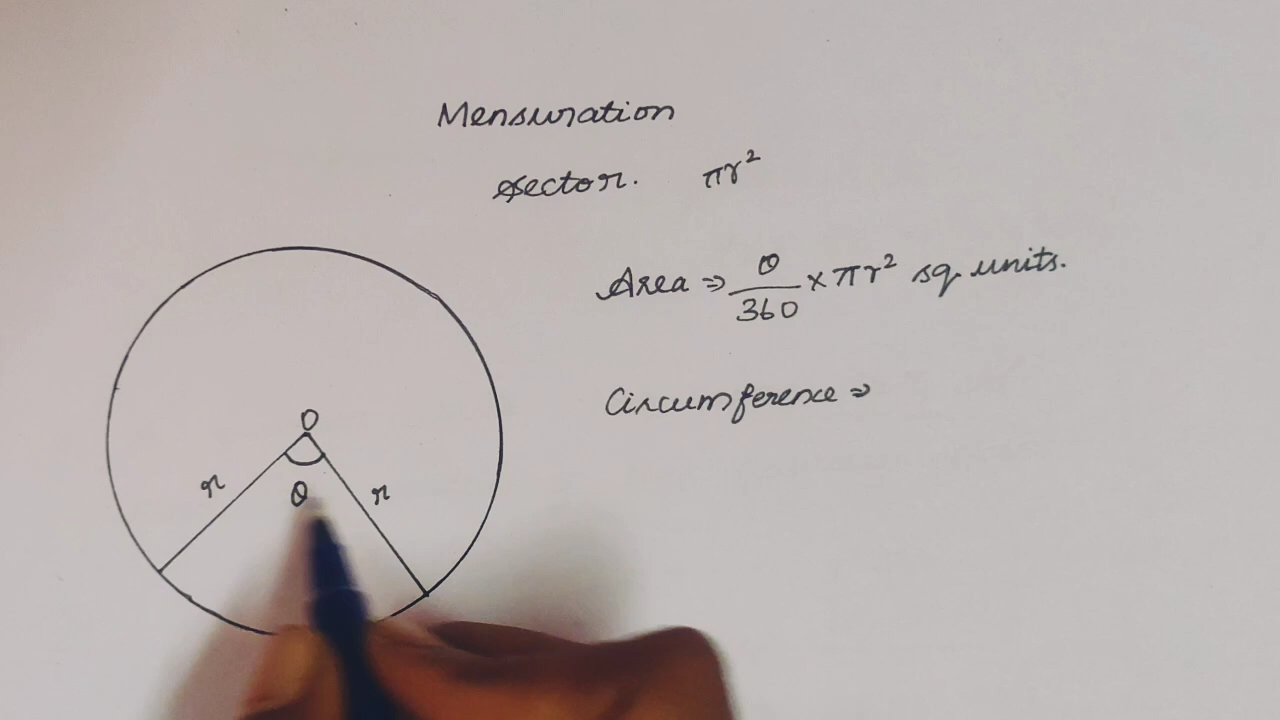 Mensuration
Sector. πr²
Area ⇒ θ/360 × πr² sq units.
Circumference ⇒
O
r
θ
r